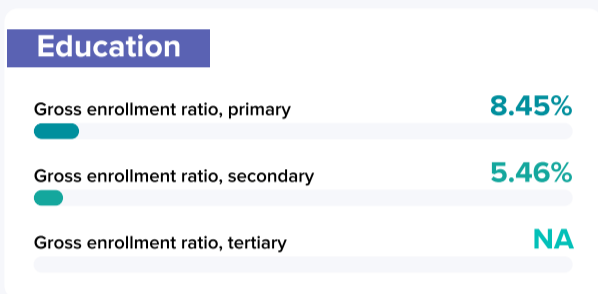 Education
Gross enrollment ratio, primary 8.45%
Gross enrollment ratio, secondary 5.46%
Gross enrollment ratio, tertiary NA